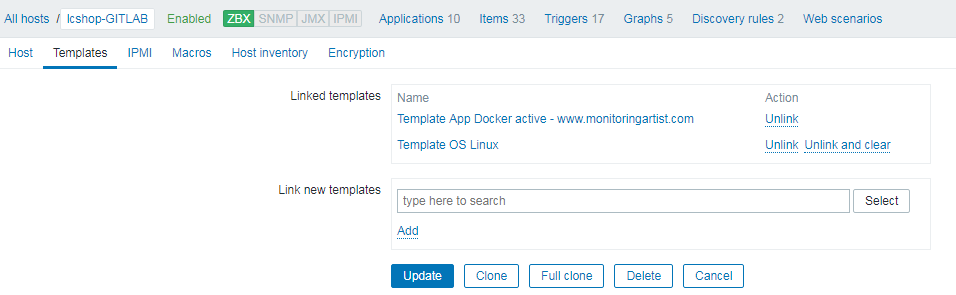 All hosts / lcshop-GITLAB Enabled ZBX SNMP JMX IPMI Applications 10 Items 33 Triggers 17 Graphs 5 Discovery rules 2 Web scenarios
Host Templates IPMI Macros Host inventory Encryption
Linked templates Name Action
Template App Docker active - www.monitoringartist.com Unlink
Template OS Linux Unlink Unlink and clear
Link new templates type here to search Select
Add
Update Clone Full clone Delete Cancel